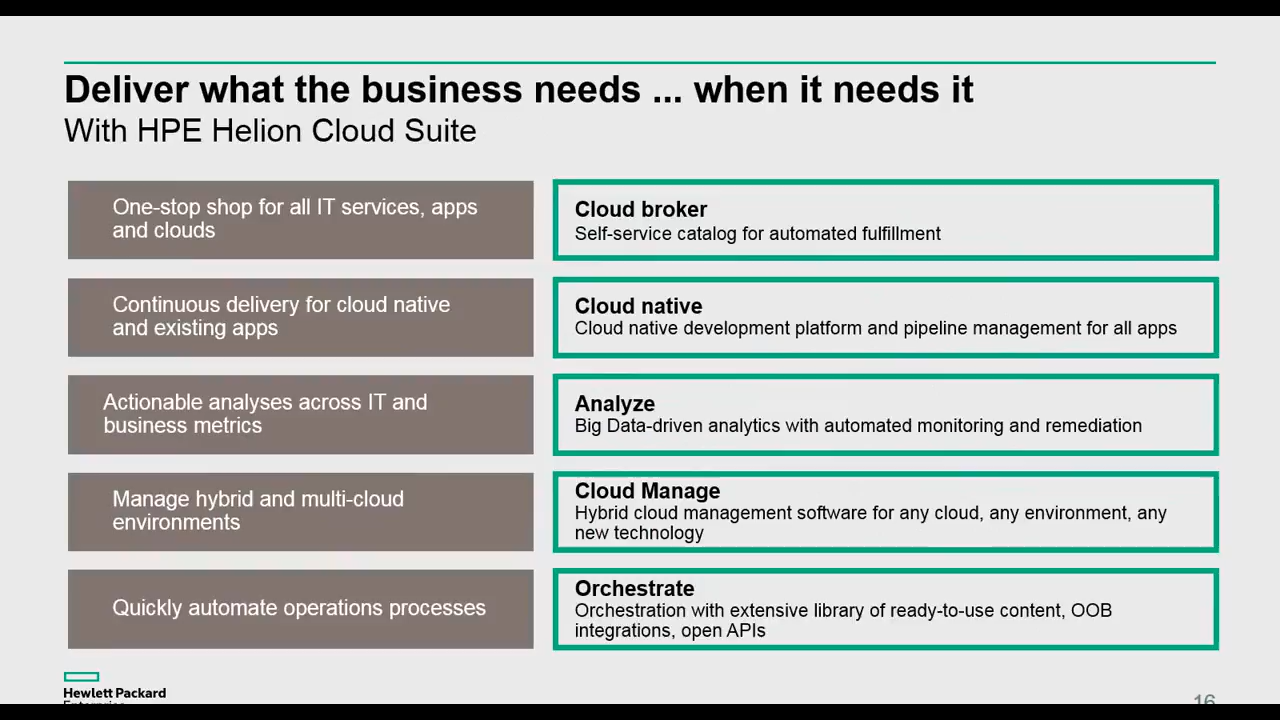 Deliver what the business needs ... when it needs it
With HPE Helion Cloud Suite
One-stop shop for all IT services, apps
and clouds
Cloud broker
Self-service catalog for automated fulfillment
Continuous delivery for cloud native
and existing apps
Cloud native
Cloud native development platform and pipeline management for all apps
Actionable analyses across IT and
business metrics
Analyze
Big Data-driven analytics with automated monitoring and remediation
Manage hybrid and multi-cloud
environments
Cloud Manage
Hybrid cloud management software for any cloud, any environment, any
new technology
Quickly automate operations processes
Orchestrate
Orchestration with extensive library of ready-to-use content, OOB
integrations, open APIs
Hewlett Packard
Enterprise
16